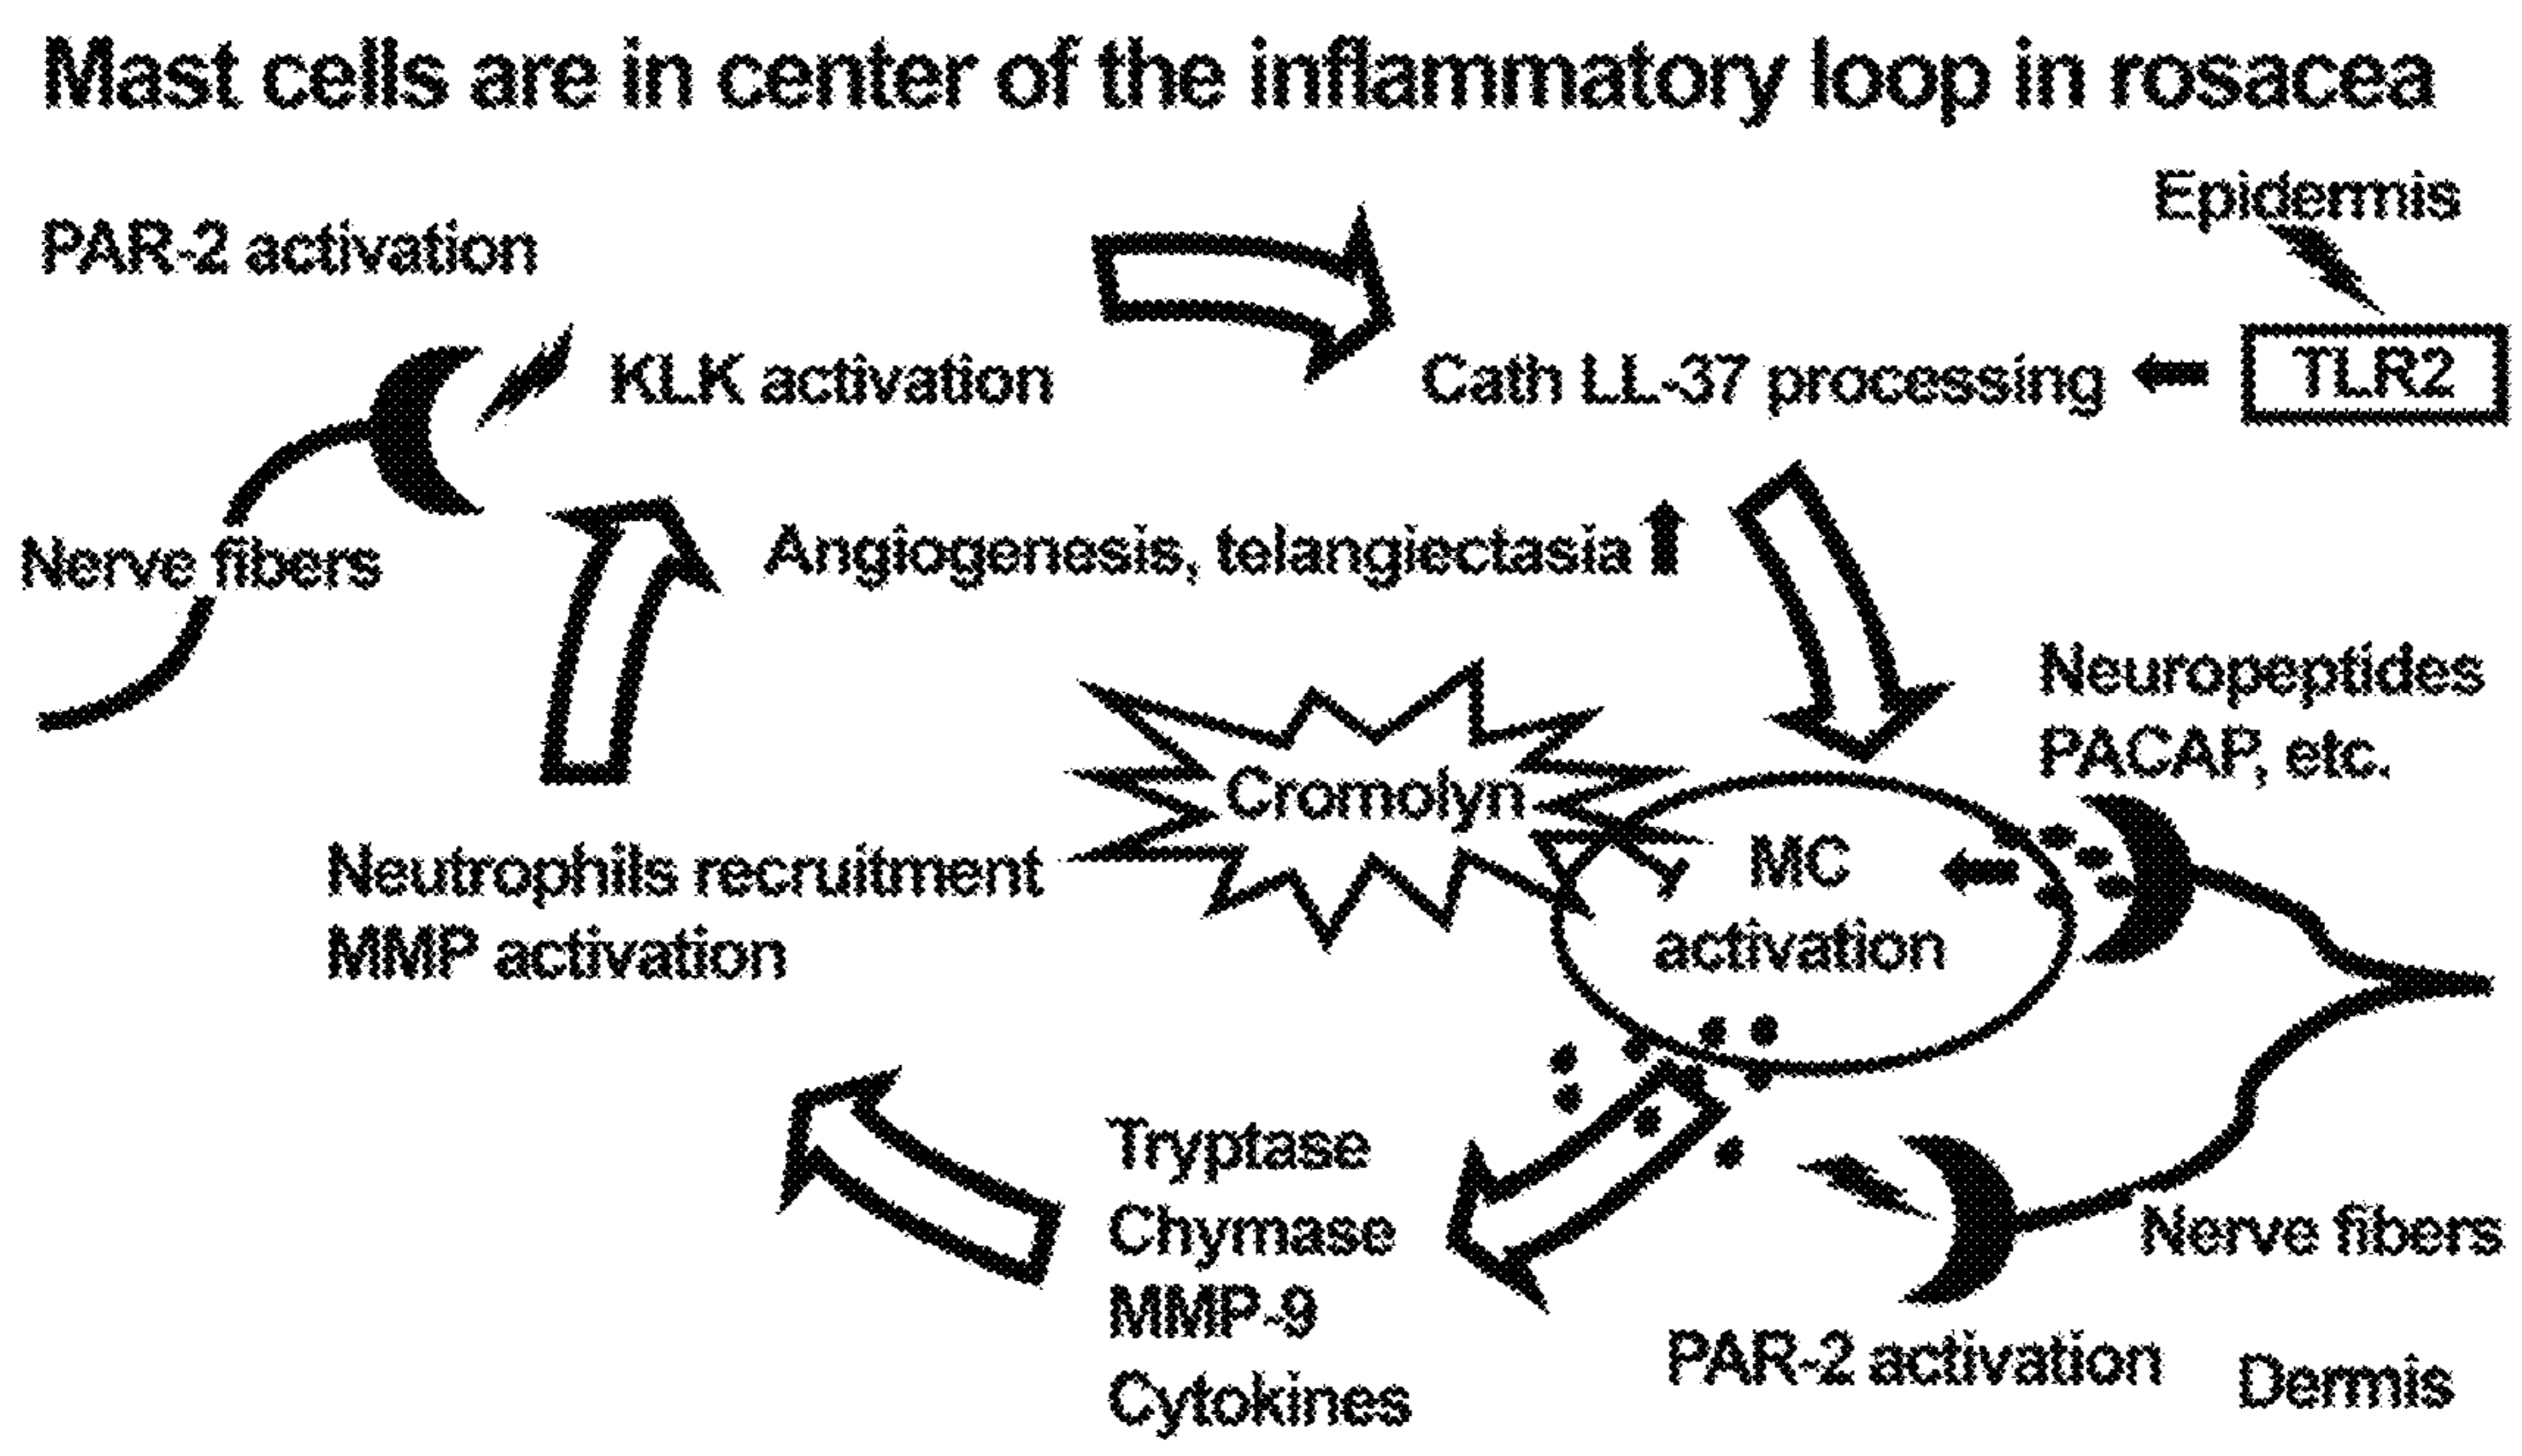 Mast cells are in center of the inflammatory loop in rosacea
Epidermis
PAR-2 activation
KLK activation
Cath LL-37 processing
TLR2
Nerve fibers
Angiogenesis, telangiectasia
Neuropeptides
PACAP, etc.
Cromolyn
Neutrophils recruitment
MMP activation
MC
activation
Tryptase
Chymase
MMP-9
Cytokines
Nerve fibers
PAR-2 activation
Dermis